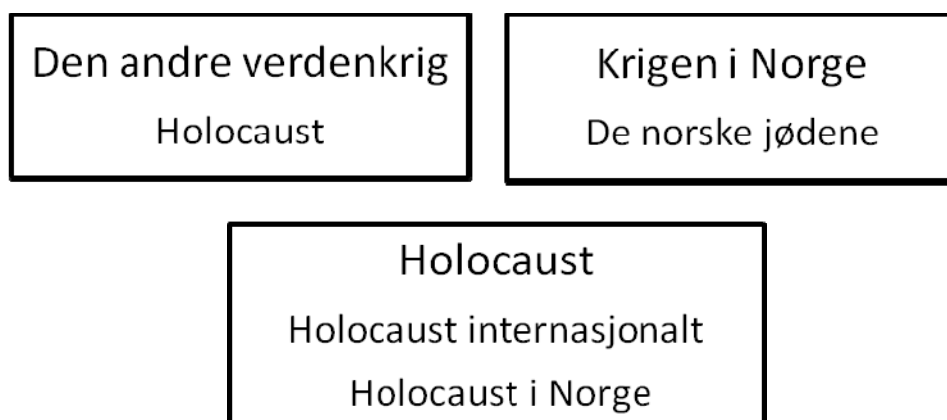 Den andre verdenkrig
Holocaust
Krigen i Norge
De norske jødene
Holocaust
Holocaust internasjonalt
Holocaust i Norge